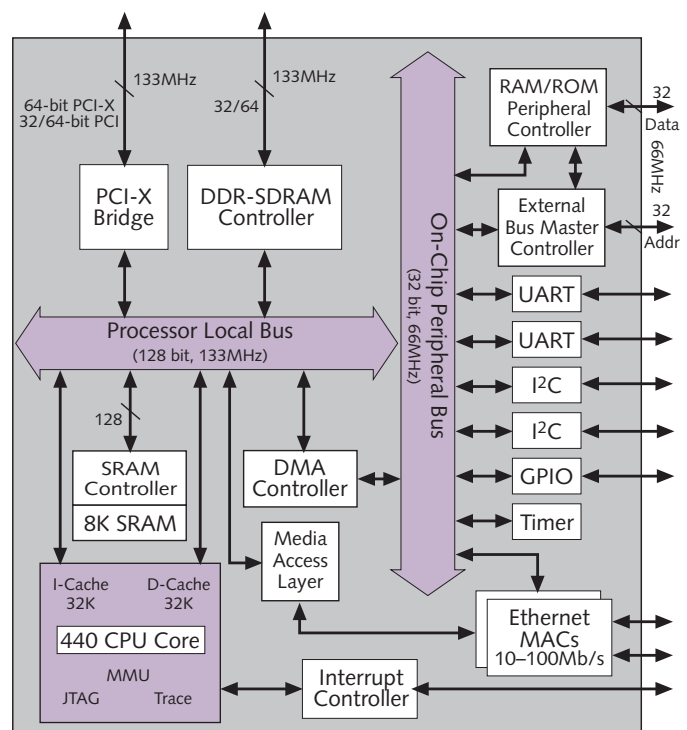 133MHz
133MHz
64-bit PCI-X
32/64-bit PCI
32/64
PCI-X
Bridge
DDR-SDRAM
Controller
RAM/ROM
Peripheral
Controller
32
Data
66MHz
External
Bus Master
Controller
32
Addr
On-Chip Peripheral Bus
(32 bit, 66MHz)
Processor Local Bus
(128 bit, 133MHz)
UART
UART
I²C
I²C
GPIO
Timer
128
SRAM
Controller
8K SRAM
DMA
Controller
Media
Access
Layer
I-Cache
32K
D-Cache
32K
440 CPU Core
MMU
JTAG
Trace
Ethernet
MACs
10–100Mb/s
Interrupt
Controller